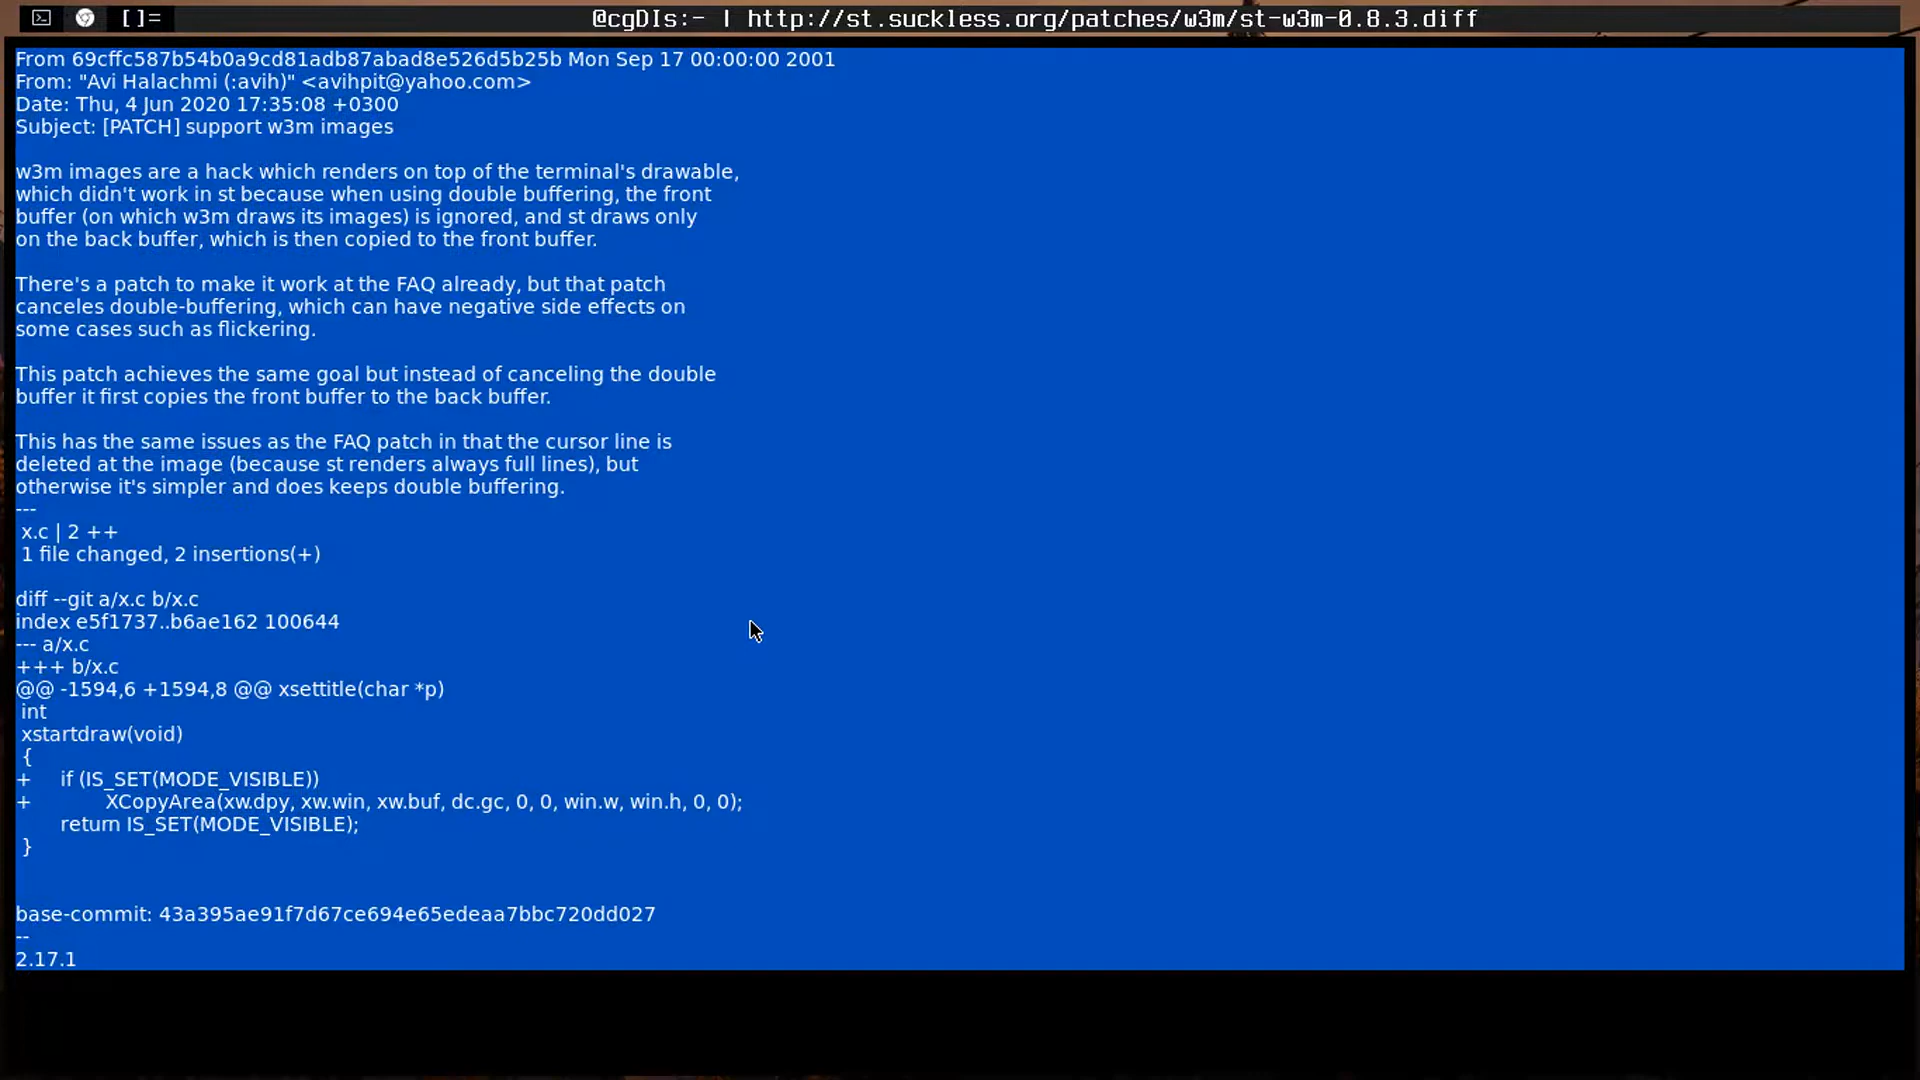 [ ]= @cgDIs:- | http://st.suckless.org/patches/w3m/st-w3m-0.8.3.diff
From 69cffc587b54b0a9cd81adb87abad8e526d5b25b Mon Sep 17 00:00:00 2001
From: "Avi Halachmi (:avih)" <avihpit@yahoo.com>
Date: Thu, 4 Jun 2020 17:35:08 +0300
Subject: [PATCH] support w3m images

w3m images are a hack which renders on top of the terminal's drawable,
which didn't work in st because when using double buffering, the front
buffer (on which w3m draws its images) is ignored, and st draws only
on the back buffer, which is then copied to the front buffer.

There's a patch to make it work at the FAQ already, but that patch
canceles double-buffering, which can have negative side effects on
some cases such as flickering.

This patch achieves the same goal but instead of canceling the double
buffer it first copies the front buffer to the back buffer.

This has the same issues as the FAQ patch in that the cursor line is
deleted at the image (because st renders always full lines), but
otherwise it's simpler and does keeps double buffering.
---
 x.c | 2 ++
 1 file changed, 2 insertions(+)

diff --git a/x.c b/x.c
index e5f1737..b6ae162 100644
--- a/x.c
+++ b/x.c
@@ -1594,6 +1594,8 @@ xsettitle(char *p)
 int
 xstartdraw(void)
 {
+	if (IS_SET(MODE_VISIBLE))
+		XCopyArea(xw.dpy, xw.win, xw.buf, dc.gc, 0, 0, win.w, win.h, 0, 0);
 	return IS_SET(MODE_VISIBLE);
 }


base-commit: 43a395ae91f7d67ce694e65edeaa7bbc720dd027
--
2.17.1